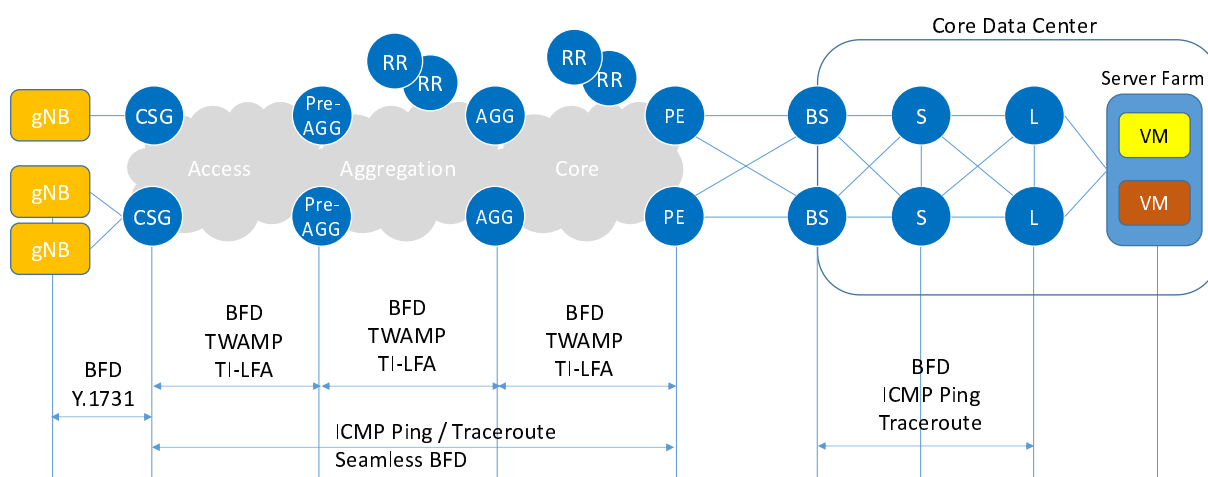 Core Data Center
Server Farm
RR
RR
RR
RR
gNB
CSG
Pre-
AGG
AGG
PE
BS
S
L
VM
Access
Aggregation
Core
gNB
gNB
CSG
Pre-
AGG
AGG
PE
BS
S
L
VM
BFD
TWAMP
TI-LFA
BFD
TWAMP
TI-LFA
BFD
TWAMP
TI-LFA
BFD
Y.1731
BFD
ICMP Ping
Traceroute
ICMP Ping / Traceroute
Seamless BFD